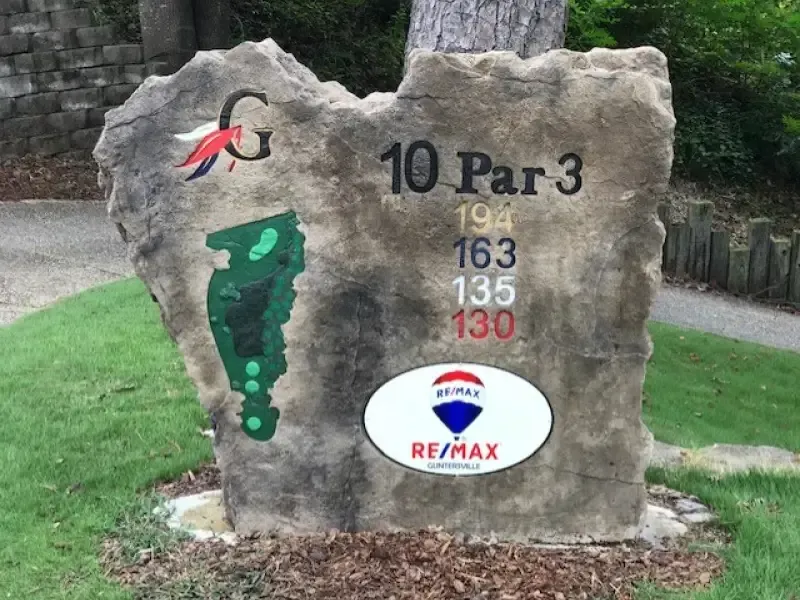 G
10 Par 3
194
163
135
130
RE/MAX
RE/MAX
GUNTERSVILLE